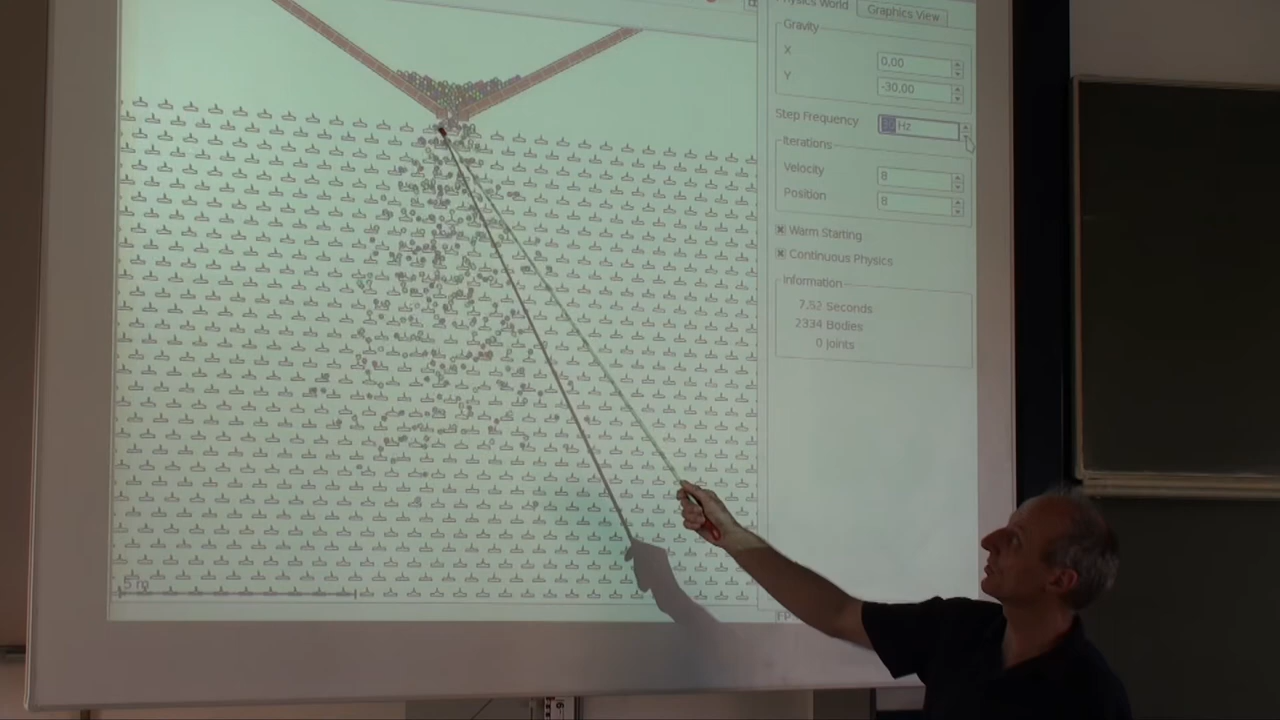 Physics World Graphics View
Gravity
X 0,00
Y -30,00
Step Frequency Hz
Iterations
Velocity 8
Position 8
Warm Starting
Continuous Physics
Information
7,52 Seconds
2334 Bodies
0 Joints
5 m